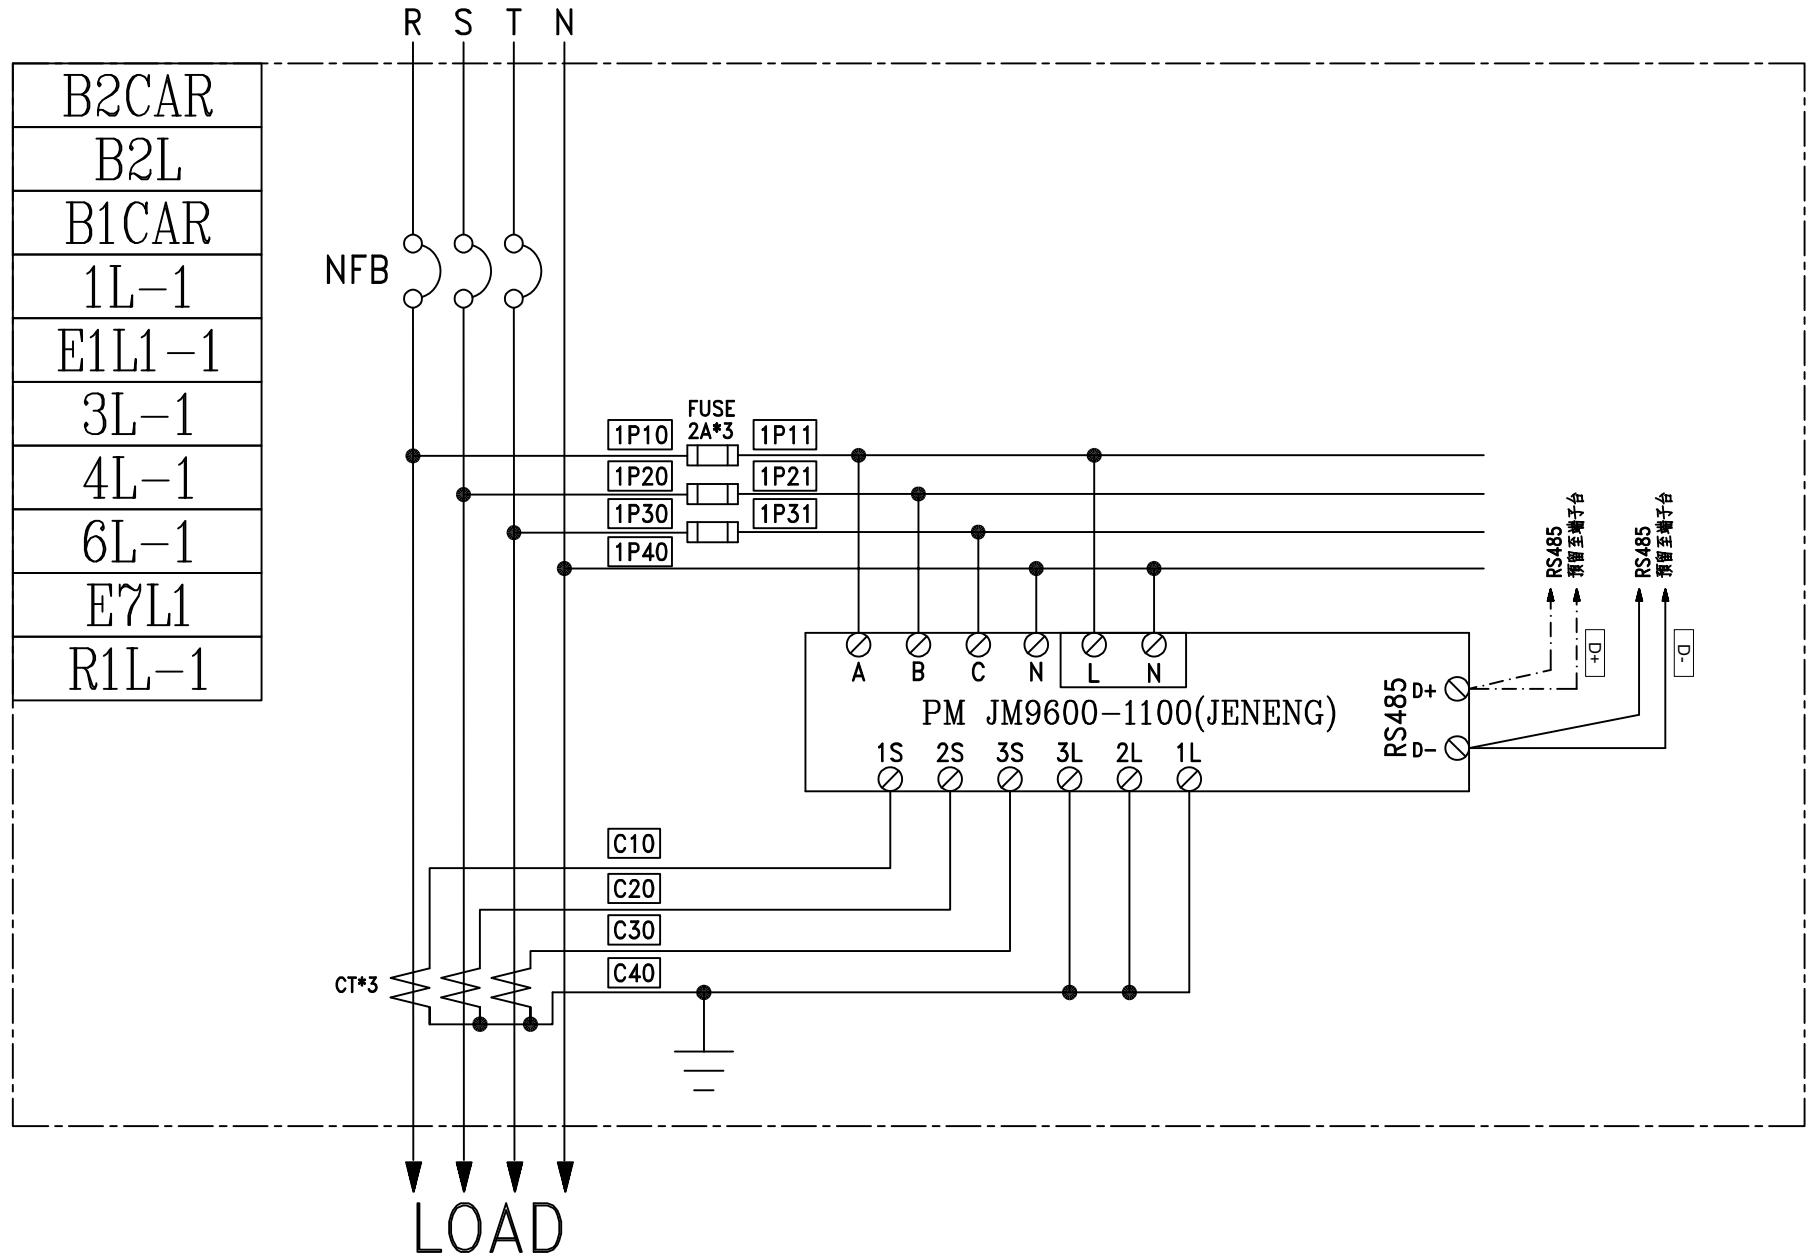 R S T N
B2CAR
B2L
B1CAR
1L-1
E1L1-1
3L-1
4L-1
6L-1
E7L1
R1L-1
NFB
FUSE
2A*3
1P10
1P11
1P20
1P21
1P30
1P31
1P40
RS485
預留至端子台
RS485
預留至端子台
D+
D-
A B C N L N
PM JM9600-1100(JENENG)
RS485
D+
D-
1S 2S 3S 3L 2L 1L
C10
C20
C30
C40
CT*3
LOAD